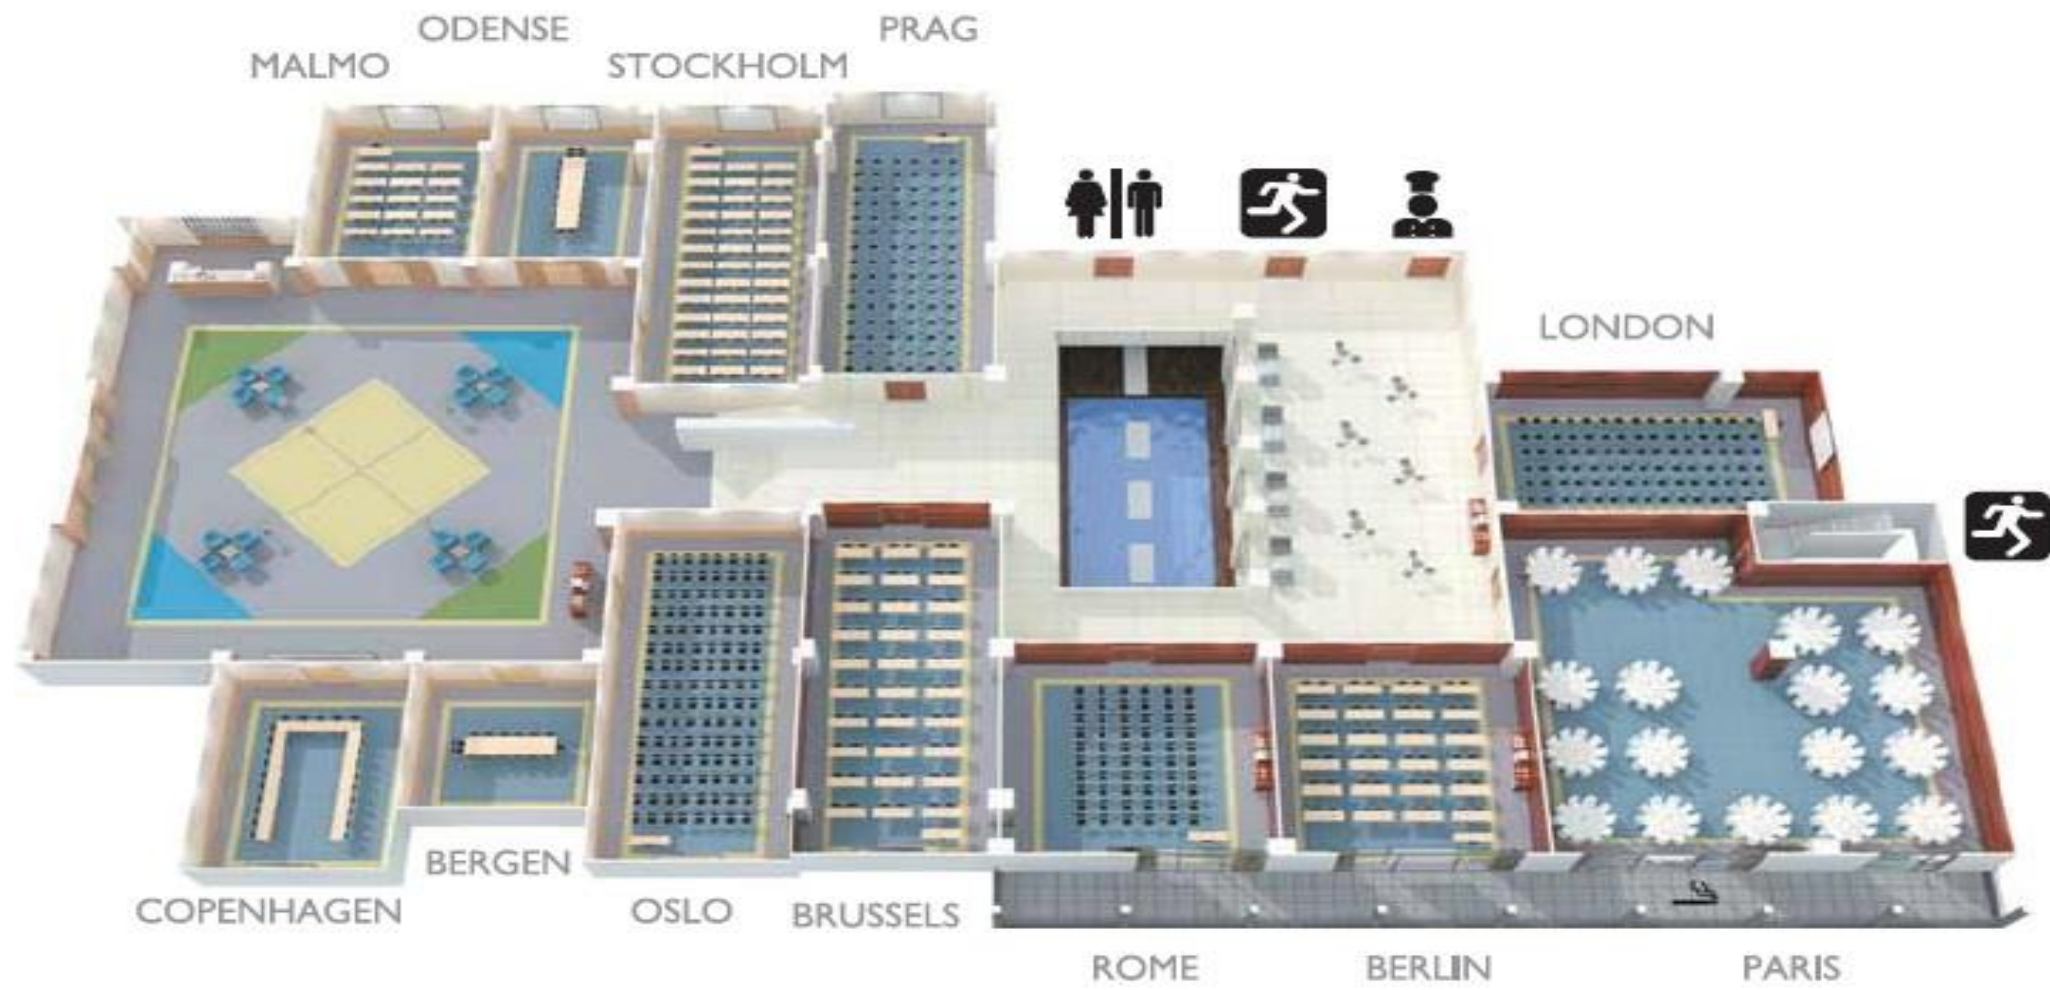 ODENSE
PRAG
MALMO
STOCKHOLM
LONDON
BERGEN
COPENHAGEN
OSLO
BRUSSELS
ROME
BERLIN
PARIS